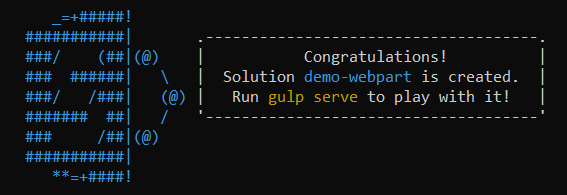 _=+#####!
###########|      .--------------------------------------.
###/    (##|(@)   |          Congratulations!            |
###  ######|   \  |  Solution demo-webpart is created.   |
###/   /###|   (@)|   Run gulp serve to play with it!    |
#######  ##|   /  '--------------------------------------'
###     /##|(@)
###########|
   **=+####!